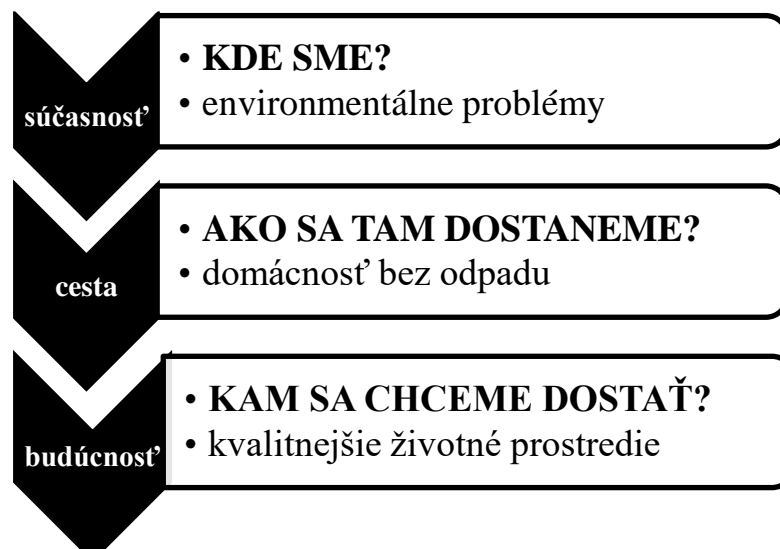 súčasnosť
• KDE SME?
• environmentálne problémy
cesta
• AKO SA TAM DOSTANEME?
• domácnosť bez odpadu
budúcnosť
• KAM SA CHCEME DOSTAŤ?
• kvalitnejšie životné prostredie